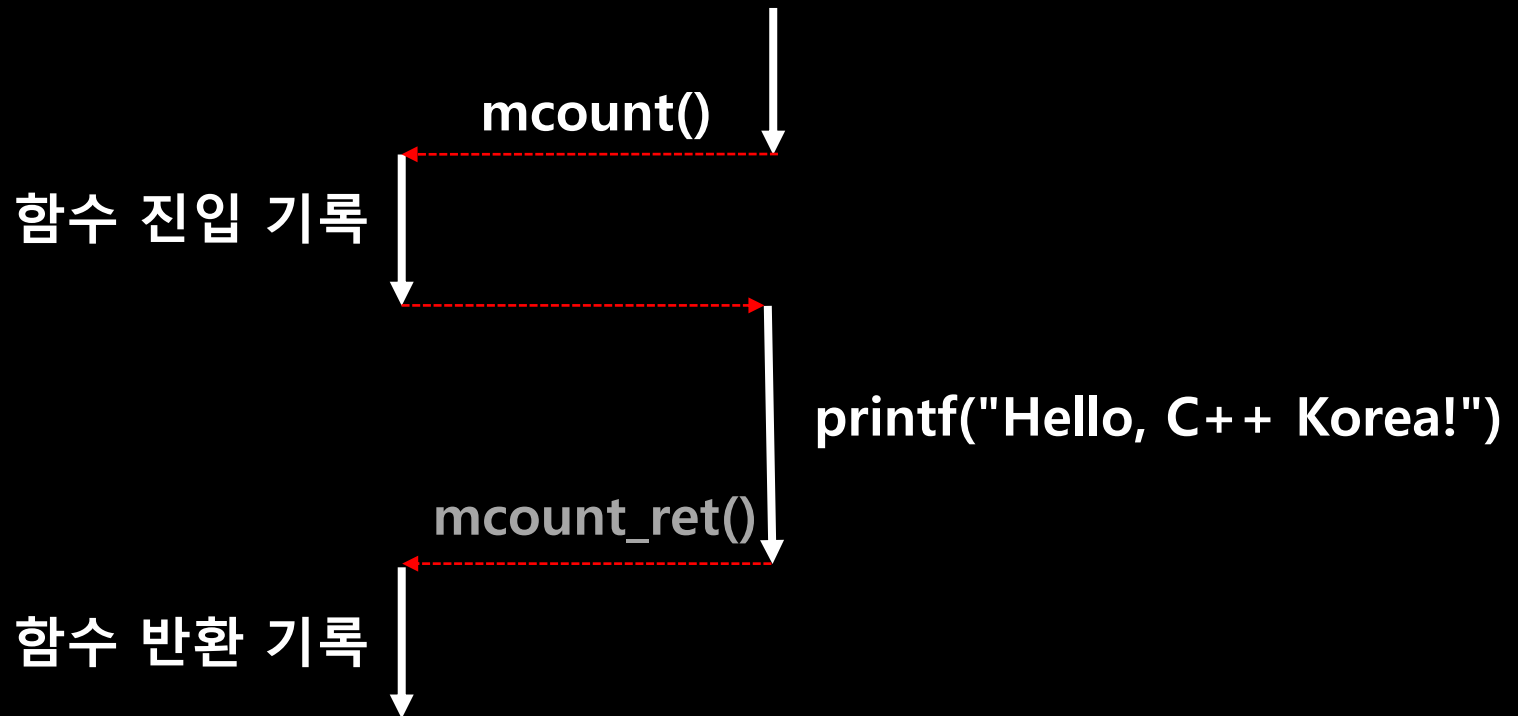 mcount()
함수 진입 기록
printf("Hello, C++ Korea!")
mcount_ret()
함수 반환 기록